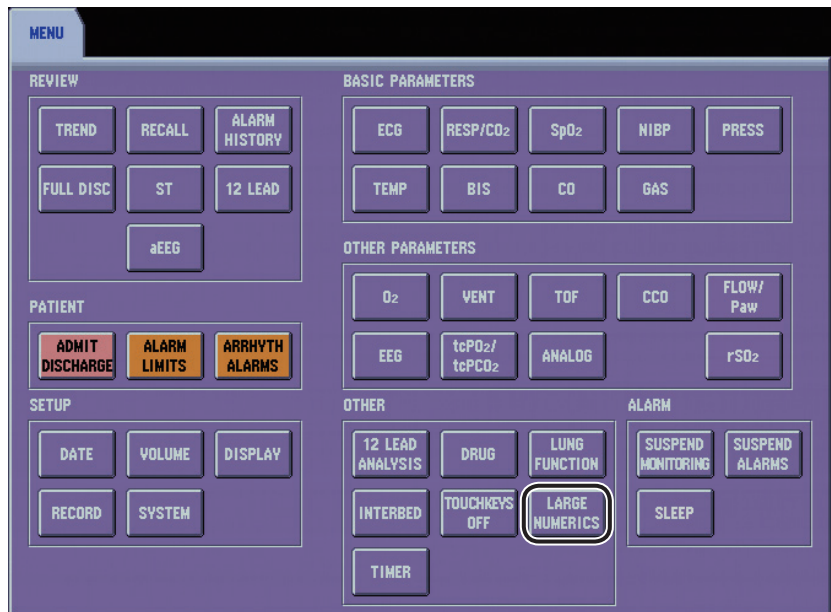 MENU
REVIEW
TREND
RECALL
ALARM
HISTORY
FULL DISC
ST
12 LEAD
aEEG
PATIENT
ADMIT
DISCHARGE
ALARM
LIMITS
ARRHYTH
ALARMS
SETUP
DATE
VOLUME
DISPLAY
RECORD
SYSTEM
BASIC PARAMETERS
ECG
RESP/CO₂
SpO₂
NIBP
PRESS
TEMP
BIS
CO
GAS
OTHER PARAMETERS
O₂
VENT
TOF
CCO
FLOW/
Paw
EEG
tcPO₂/
tcPCO₂
ANALOG
rSO₂
OTHER
12 LEAD
ANALYSIS
DRUG
LUNG
FUNCTION
INTERBED
TOUCHKEYS
OFF
LARGE
NUMERICS
TIMER
ALARM
SUSPEND
MONITORING
SUSPEND
ALARMS
SLEEP